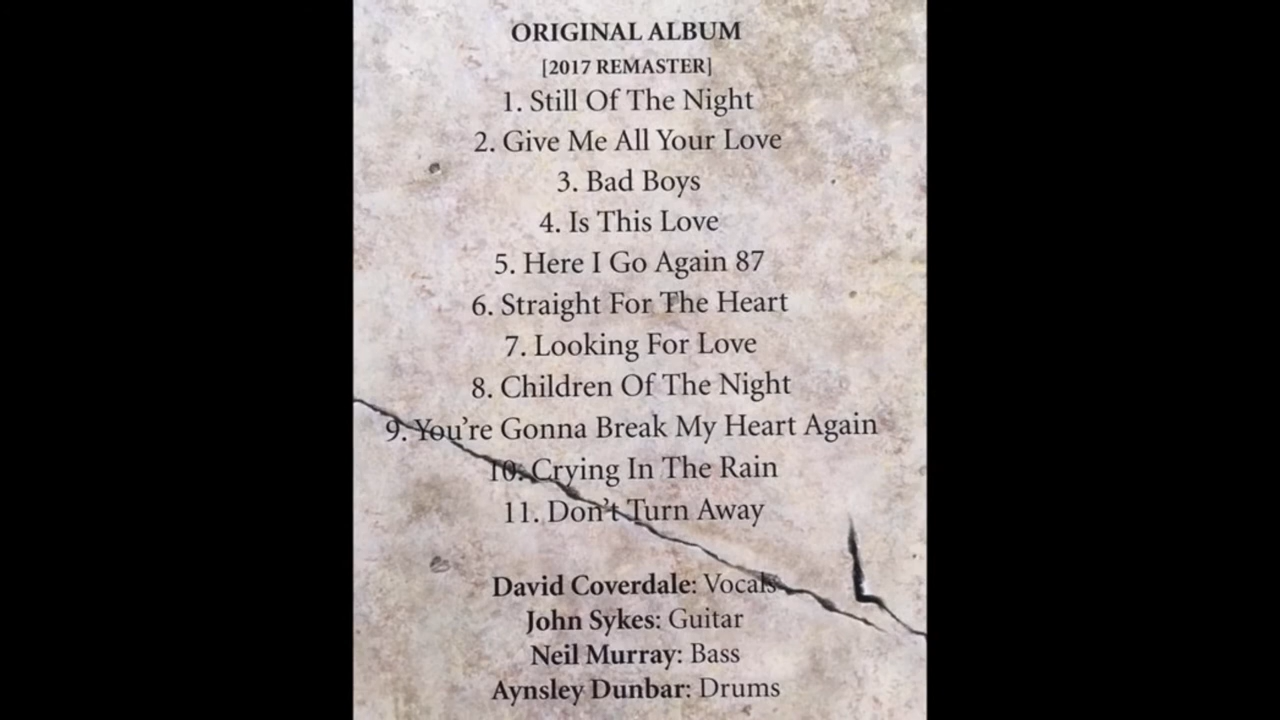 ORIGINAL ALBUM
[2017 REMASTER]
1. Still Of The Night
2. Give Me All Your Love
3. Bad Boys
4. Is This Love
5. Here I Go Again 87
6. Straight For The Heart
7. Looking For Love
8. Children Of The Night
9. You're Gonna Break My Heart Again
10. Crying In The Rain
11. Don't Turn Away
David Coverdale: Vocals
John Sykes: Guitar
Neil Murray: Bass
Aynsley Dunbar: Drums